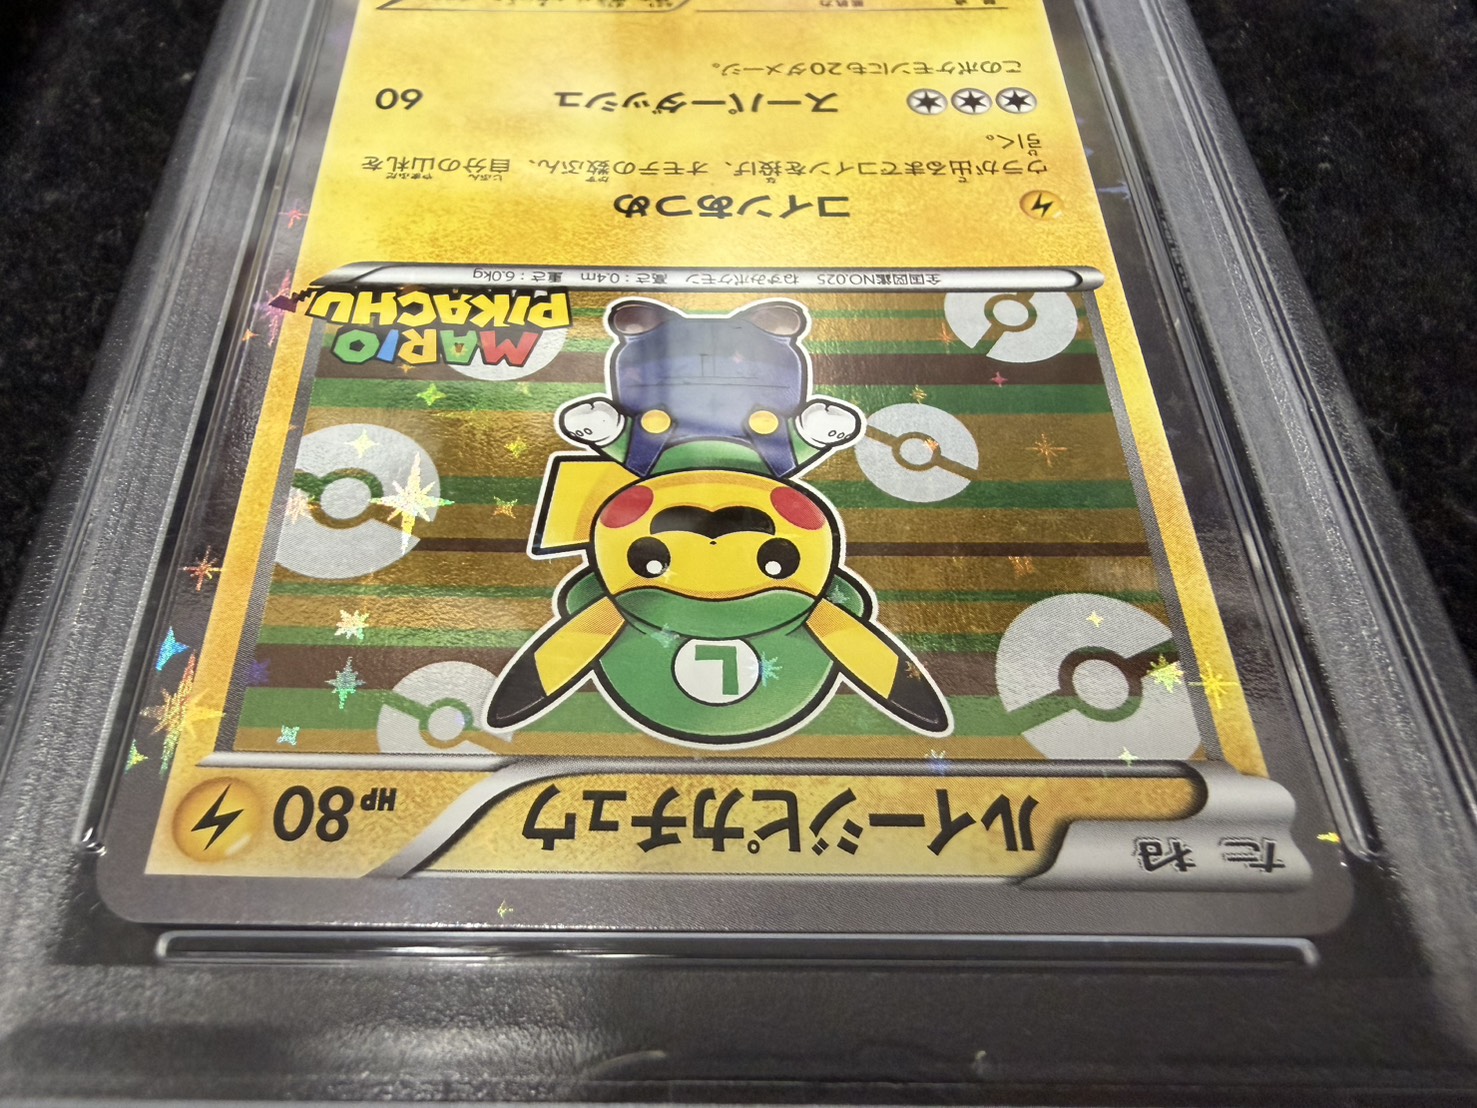 たね
ルイージピカチュウ HP80
L
MARIO
PIKACHU
全国図鑑NO.025 ねずみポケモン 高さ：0.4m 重さ：6.0kg
コインあつめ
ウラが出るまでコインを投げ、オモテの数ぶん、自分の山札を
引く。
スーパーダッシュ 60
このポケモンにも20ダメージ。